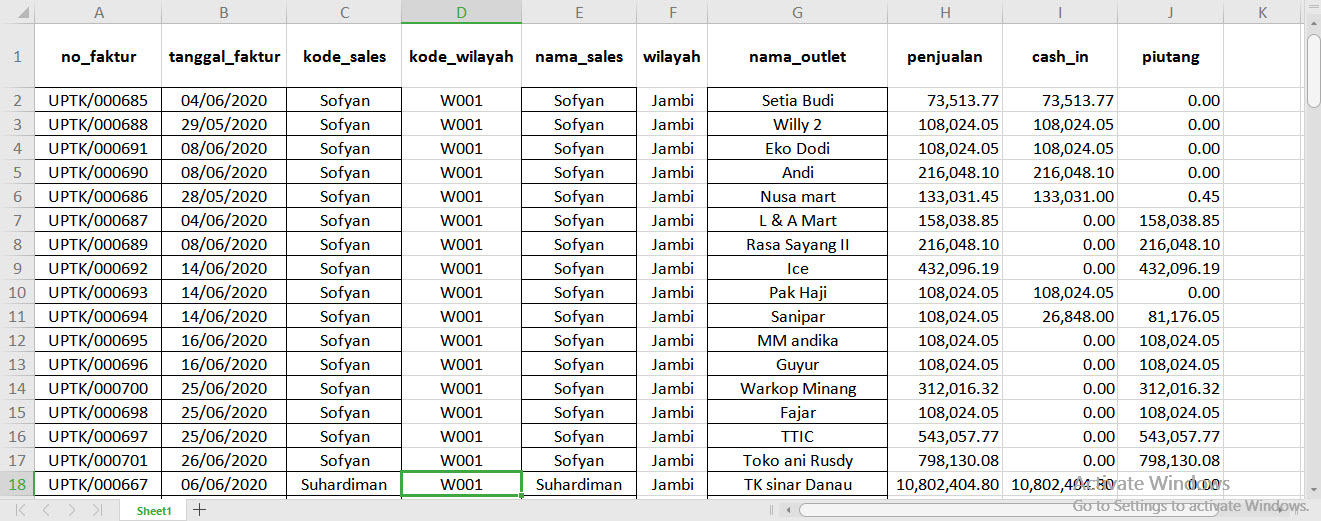 A B C D E F G H I J K
1 no_faktur tanggal_faktur kode_sales kode_wilayah nama_sales wilayah nama_outlet penjualan cash_in piutang
2 UPTK/000685 04/06/2020 Sofyan W001 Sofyan Jambi Setia Budi 73,513.77 73,513.77 0.00
3 UPTK/000688 29/05/2020 Sofyan W001 Sofyan Jambi Willy 2 108,024.05 108,024.05 0.00
4 UPTK/000691 08/06/2020 Sofyan W001 Sofyan Jambi Eko Dodi 108,024.05 108,024.05 0.00
5 UPTK/000690 08/06/2020 Sofyan W001 Sofyan Jambi Andi 216,048.10 216,048.10 0.00
6 UPTK/000686 28/05/2020 Sofyan W001 Sofyan Jambi Nusa mart 133,031.45 133,031.00 0.45
7 UPTK/000687 04/06/2020 Sofyan W001 Sofyan Jambi L & A Mart 158,038.85 0.00 158,038.85
8 UPTK/000689 08/06/2020 Sofyan W001 Sofyan Jambi Rasa Sayang II 216,048.10 0.00 216,048.10
9 UPTK/000692 14/06/2020 Sofyan W001 Sofyan Jambi Ice 432,096.19 0.00 432,096.19
10 UPTK/000693 14/06/2020 Sofyan W001 Sofyan Jambi Pak Haji 108,024.05 108,024.05 0.00
11 UPTK/000694 14/06/2020 Sofyan W001 Sofyan Jambi Sanipar 108,024.05 26,848.00 81,176.05
12 UPTK/000695 16/06/2020 Sofyan W001 Sofyan Jambi MM andika 108,024.05 0.00 108,024.05
13 UPTK/000696 16/06/2020 Sofyan W001 Sofyan Jambi Guyur 108,024.05 0.00 108,024.05
14 UPTK/000700 25/06/2020 Sofyan W001 Sofyan Jambi Warkop Minang 312,016.32 0.00 312,016.32
15 UPTK/000698 25/06/2020 Sofyan W001 Sofyan Jambi Fajar 108,024.05 0.00 108,024.05
16 UPTK/000697 25/06/2020 Sofyan W001 Sofyan Jambi TTIC 543,057.77 0.00 543,057.77
17 UPTK/000701 26/06/2020 Sofyan W001 Sofyan Jambi Toko ani Rusdy 798,130.08 0.00 798,130.08
18 UPTK/000667 06/06/2020 Suhardiman W001 Suhardiman Jambi TK sinar Danau 10,802,404.80 10,802,404.80 0.00
Activate Windows
Go to Settings to activate Windows.
Sheet1